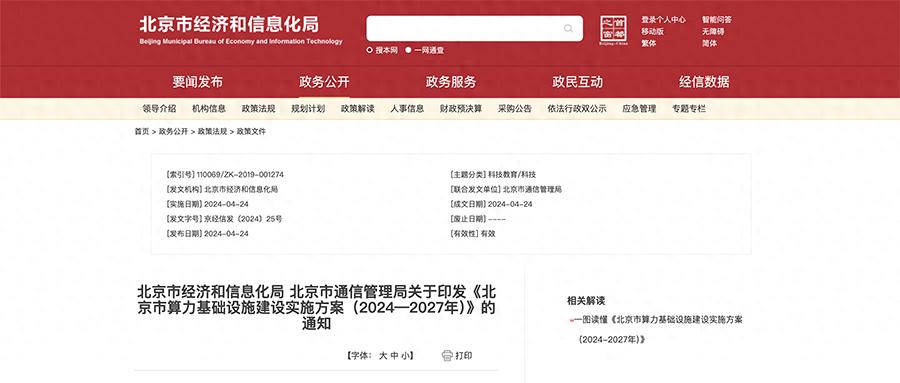 北京市经济和信息化局
Beijing Municipal Bureau of Economy and Information Technology
搜本网 一网通查
首都之窗
Beijing-China
登录个人中心 智能问答
移动版 无障碍
繁体 简体
要闻发布 政务公开 政务服务 政民互动 经信数据
领导介绍 机构信息 政策法规 规划计划 政策解读 人事信息 财政预决算 采购公告 依法行政双公示 应急管理 专题专栏
首页 > 政务公开 > 政策法规 > 政策文件
[索引号] 110069/ZK-2019-001274 [主题分类] 科技教育/科技
[发文机构] 北京市经济和信息化局 [联合发文单位] 北京市通信管理局
[实施日期] 2024-04-24 [成文日期] 2024-04-24
[发文字号] 京经信发〔2024〕25号 [废止日期] ----
[发布日期] 2024-04-24 [有效性] 有效
北京市经济和信息化局 北京市通信管理局关于印发《北
京市算力基础设施建设实施方案（2024—2027年）》的
通知
【字体： 大 中 小】 打印
相关解读
一图读懂《北京市算力基础设施建设实施方案
（2024-2027年）》